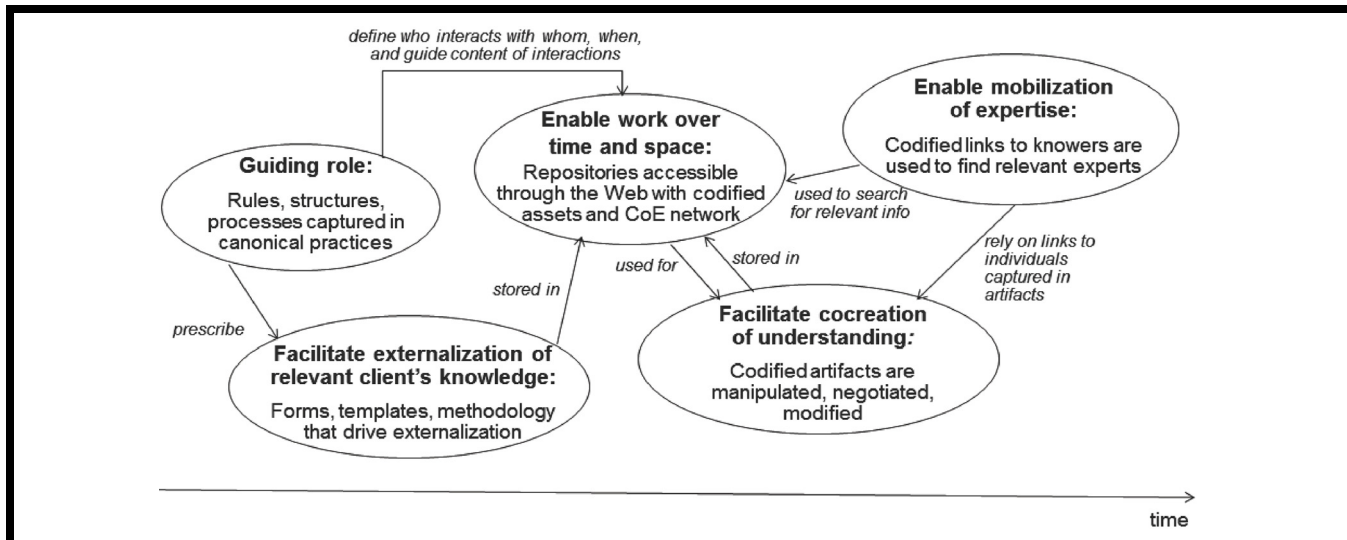 define who interacts with whom, when,
and guide content of interactions
Guiding role:
Rules, structures,
processes captured in
canonical practices
Enable work over
time and space:
Repositories accessible
through the Web with codified
assets and CoE network
Enable mobilization
of expertise:
Codified links to knowers are
used to find relevant experts
used to search
for relevant info
rely on links to
individuals
captured in
artifacts
prescribe
stored in
used for
stored in
Facilitate externalization of
relevant client's knowledge:
Forms, templates, methodology
that drive externalization
Facilitate cocreation
of understanding:
Codified artifacts are
manipulated, negotiated,
modified
time